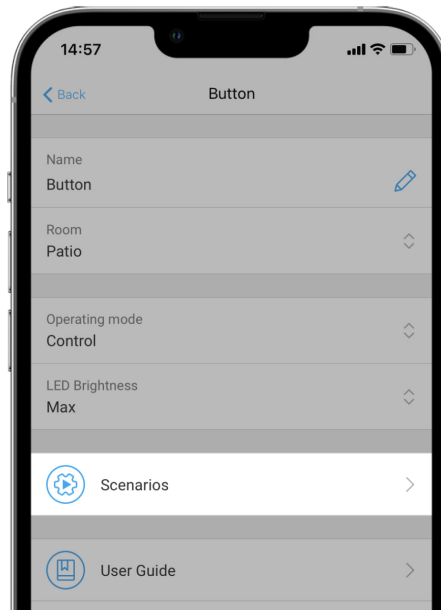 14:57
Back
Button
Name
Button
Room
Patio
Operating mode
Control
LED Brightness
Max
Scenarios
User Guide